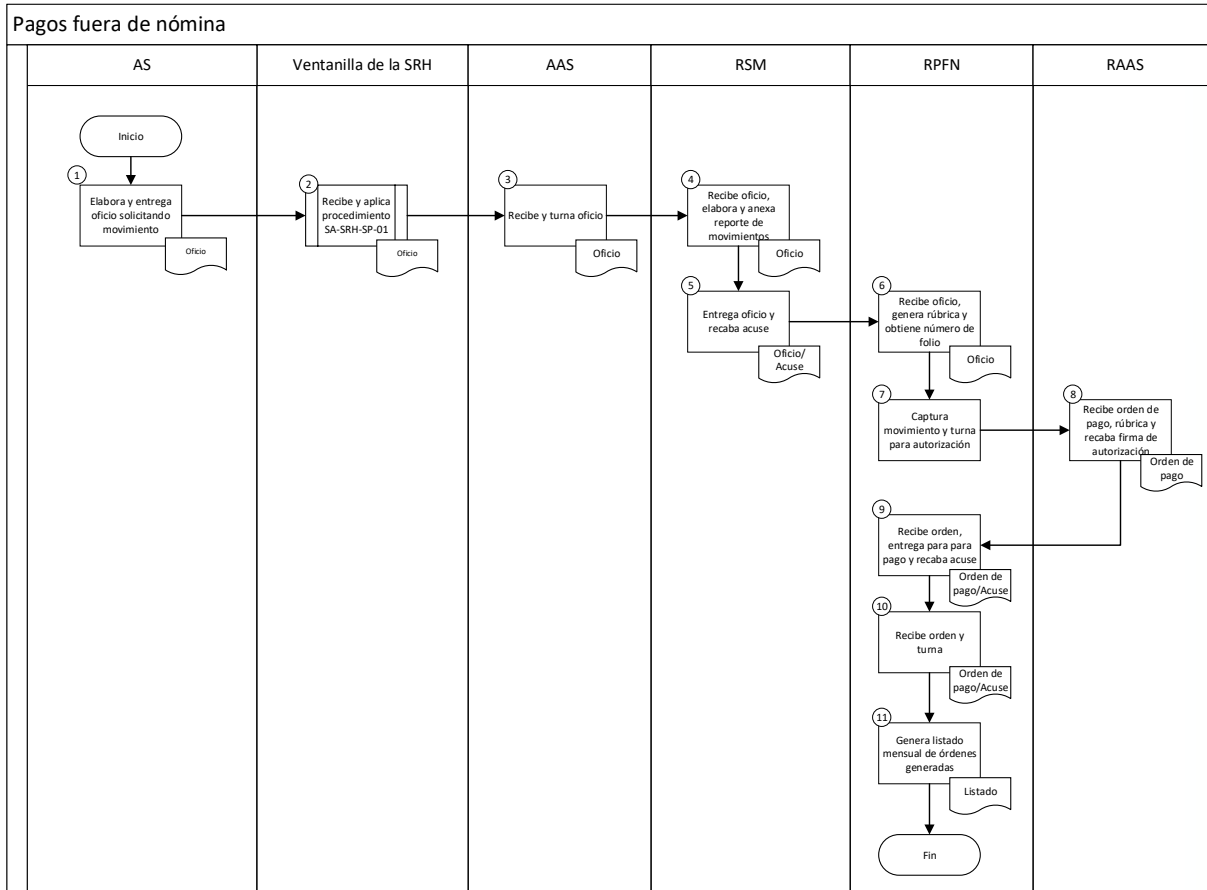 Pagos fuera de nómina
AS
Ventanilla de la SRH
AAS
RSM
RPFN
RAAS
Inicio
1
Elabora y entrega
oficio solicitando
movimiento
Oficio
2
Recibe y aplica
procedimiento
SA-SRH-SP-01
Oficio
3
Recibe y turna oficio
Oficio
4
Recibe oficio,
elabora y anexa
reporte de
movimientos
Oficio
5
Entrega oficio y
recaba acuse
Oficio/
Acuse
6
Recibe oficio,
genera rúbrica y
obtiene número de
folio
Oficio
7
Captura
movimiento y turna
para autorización
8
Recibe orden de
pago, rúbrica y
recaba firma de
autorización
Orden de
pago
9
Recibe orden,
entrega para para
pago y recaba acuse
Orden de
pago/Acuse
10
Recibe orden y
turna
Orden de
pago/Acuse
11
Genera listado
mensual de órdenes
generadas
Listado
Fin